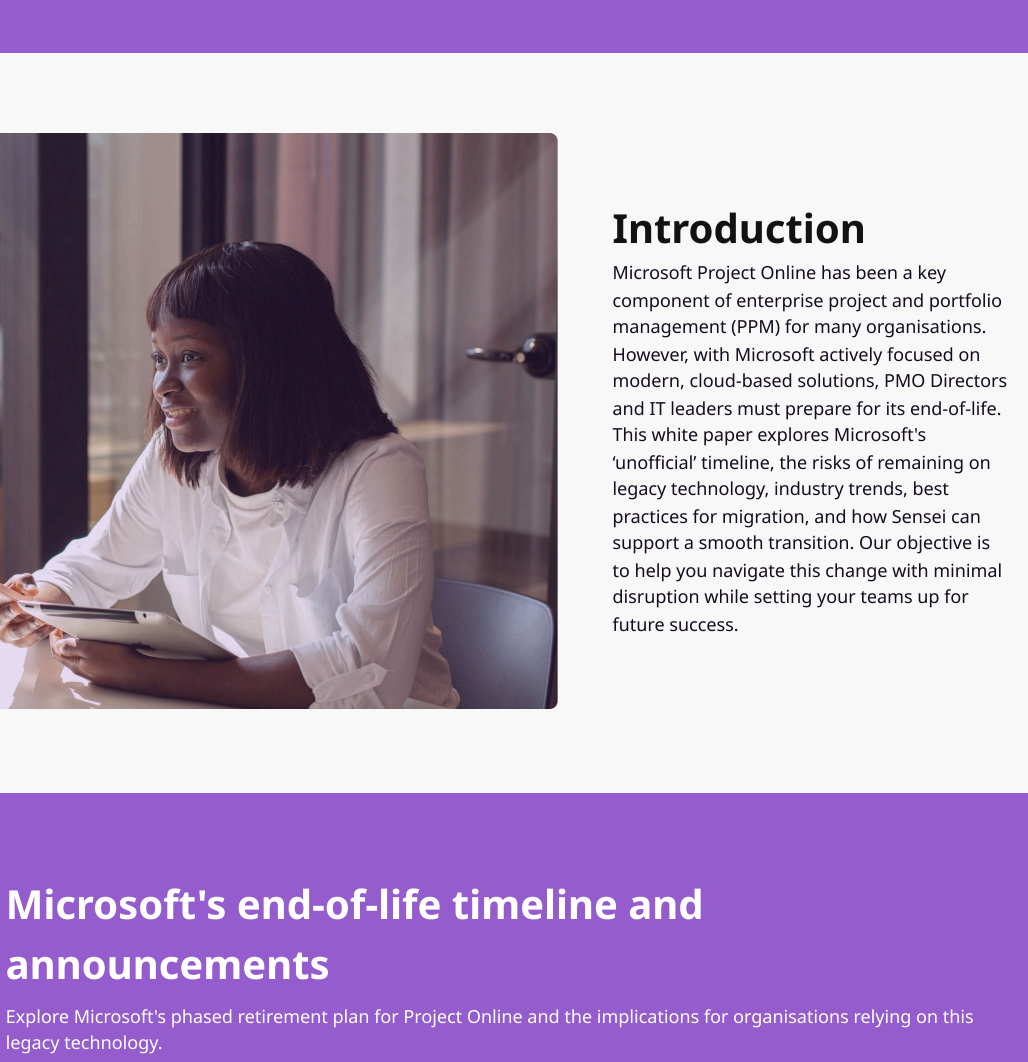 Introduction
Microsoft Project Online has been a key
component of enterprise project and portfolio
management (PPM) for many organisations.
However, with Microsoft actively focused on
modern, cloud-based solutions, PMO Directors
and IT leaders must prepare for its end-of-life.
This white paper explores Microsoft's
‘unofficial’ timeline, the risks of remaining on
legacy technology, industry trends, best
practices for migration, and how Sensei can
support a smooth transition. Our objective is
to help you navigate this change with minimal
disruption while setting your teams up for
future success.
Microsoft's end-of-life timeline and
announcements
Explore Microsoft's phased retirement plan for Project Online and the implications for organisations relying on this
legacy technology.